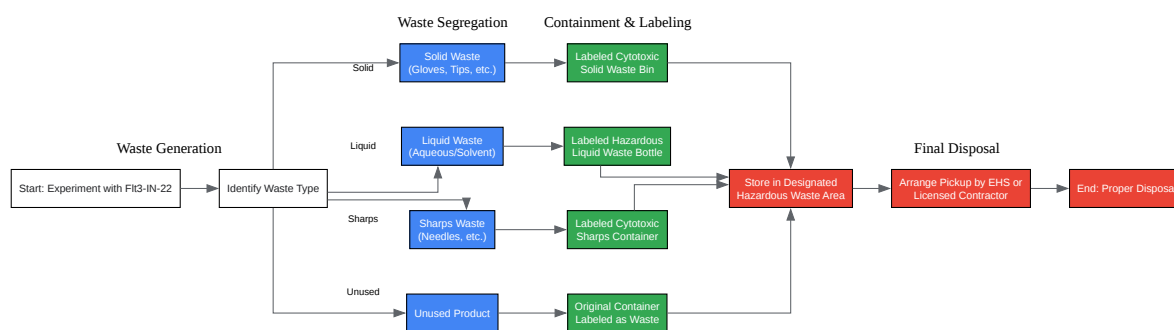 Waste Segregation
Containment & Labeling
Solid Waste
(Gloves, Tips, etc.)
Labeled Cytotoxic
Solid Waste Bin
Solid
Liquid Waste
(Aqueous/Solvent)
Labeled Hazardous
Liquid Waste Bottle
Liquid
Waste Generation
Final Disposal
Start: Experiment with Flt3-IN-22
Identify Waste Type
Store in Designated
Hazardous Waste Area
Arrange Pickup by EHS or
Licensed Contractor
End: Proper Disposal
Sharps
Sharps Waste
(Needles, etc.)
Labeled Cytotoxic
Sharps Container
Unused
Unused Product
Original Container
Labeled as Waste